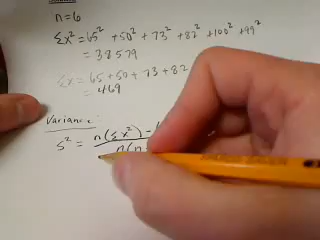 n=6
Σx² = 65² + 50² + 73² + 82² + 100² + 99²
= 38579
Σx = 65 + 50 + 73 + 82
= 469
Variance:
s² = n(Σx²) -
n(n